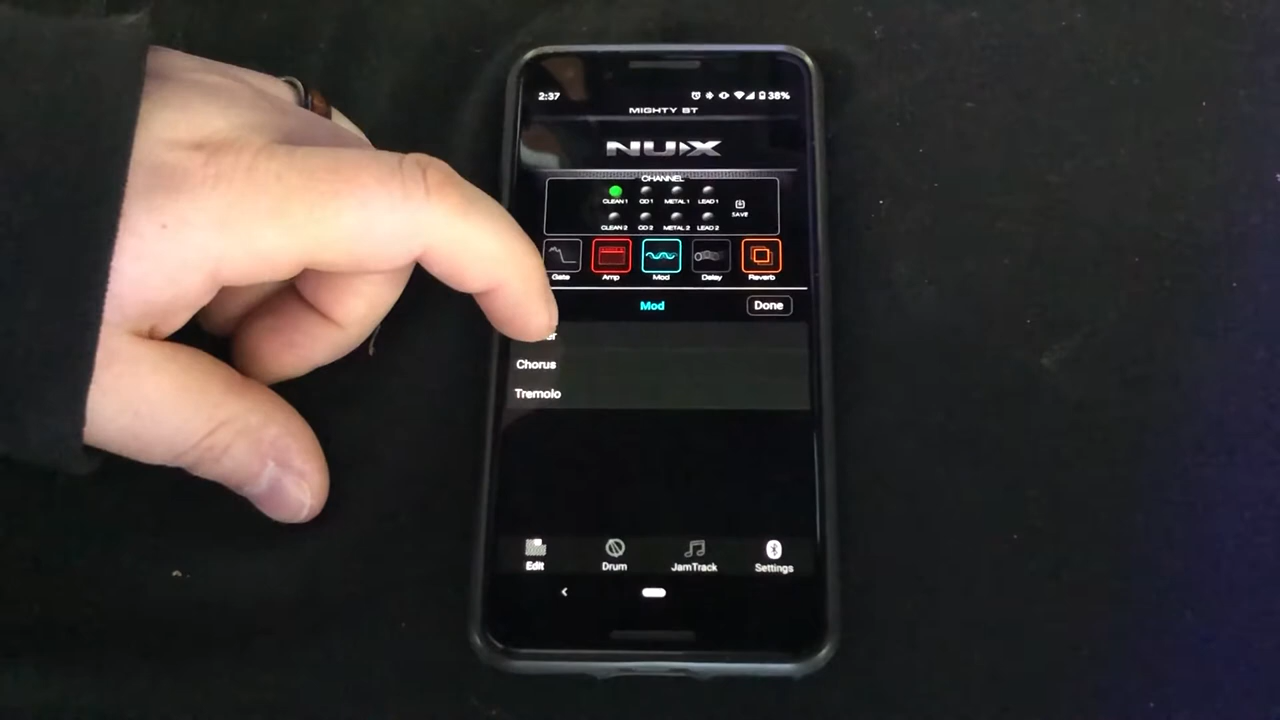 2:37 38%
MIGHTY BT
NUX
CHANNEL
CLEAN 1 OD 1 METAL 1 LEAD 1
SAVE
CLEAN 2 OD 2 METAL 2 LEAD 2
Gate Amp Mod Delay Reverb
Mod Done
Chorus
Tremolo
Edit Drum JamTrack Settings